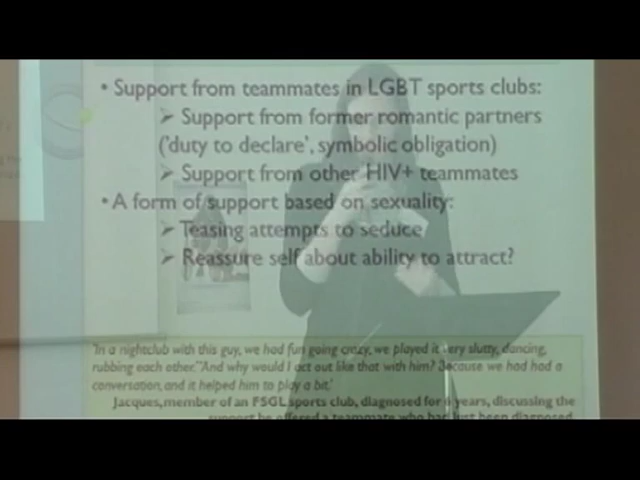 • Support from teammates in LGBT sports clubs:
➢ Support from former romantic partners
('duty to declare', symbolic obligation)
➢ Support from other HIV+ teammates
• A form of support based on sexuality:
➢ Teasing attempts to seduce
➢ Reassure self about ability to attract?
'In a nightclub with this guy, we had fun going crazy, we played it very slutty, dancing,
rubbing each other.' 'And why would I act out like that with him? Because we had had a
conversation, and it helped him to play a bit.'
Jacques, member of an FSGL sports club, diagnosed for years, discussing the
support he offered a teammate who had just been diagnosed